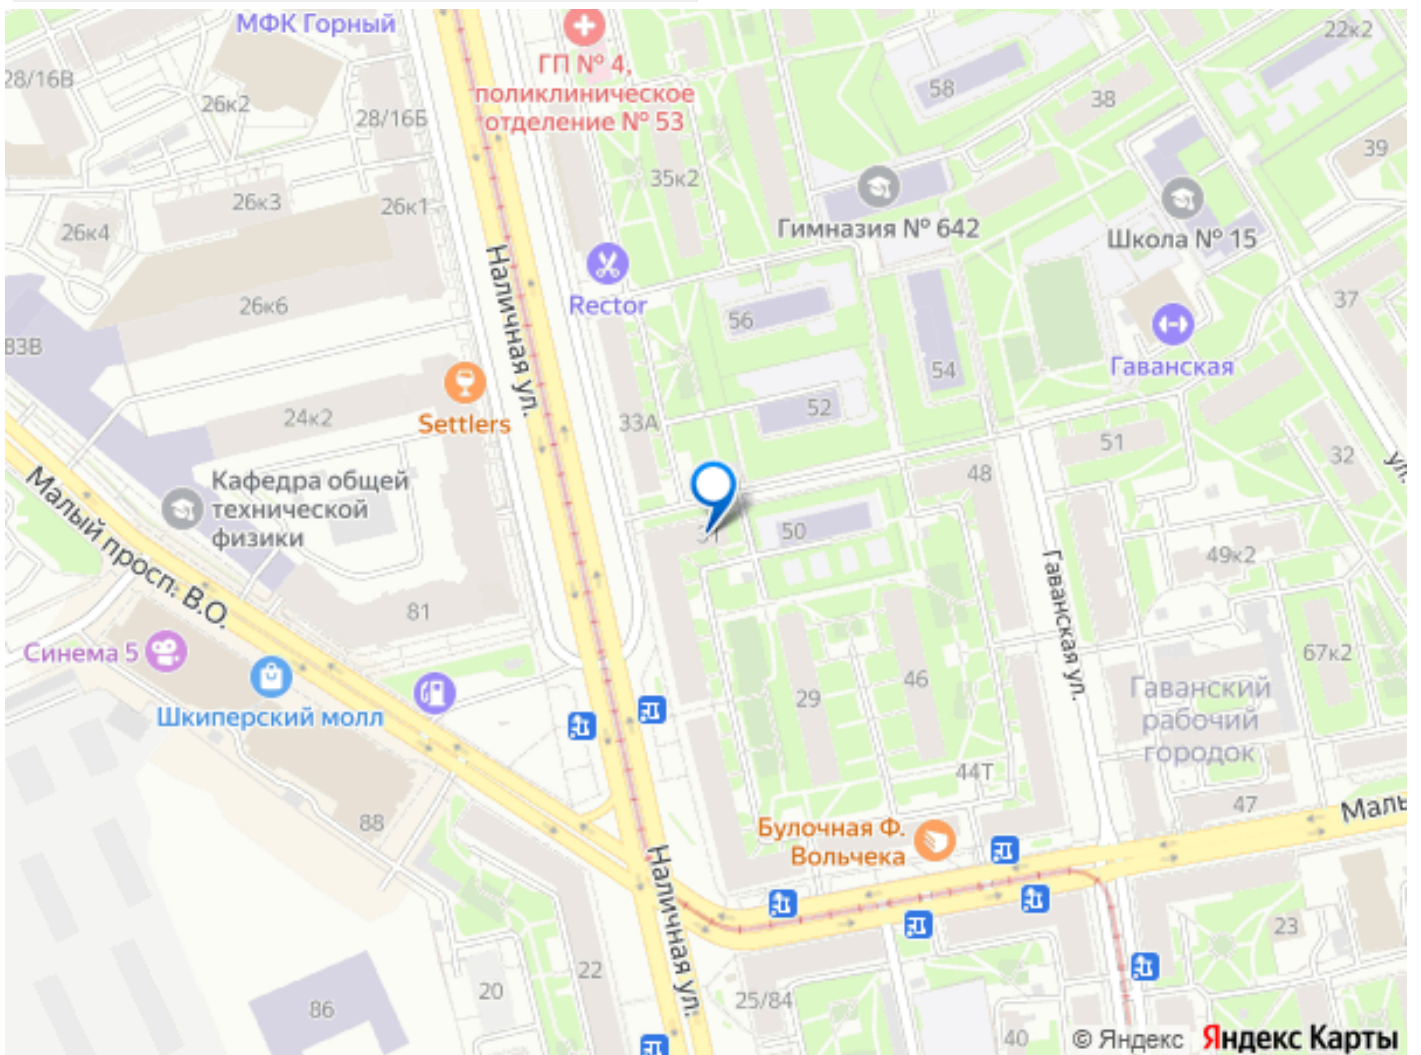 МФК Горный
22к2
ГП № 4,
поликлиническое
отделение № 53
28/16В
26к2
28/16Б
58
38
39
35к2
26к3
26к1
26к4
Гимназия № 642
Школа № 15
Наличная ул.
Rector
26к6
56
37
83В
54
Гаванская
Settlers
24к2
33А
52
51
32
ул.
48
Кафедра общей
технической
физики
Малый просп. В.О.
50
49к2
Гаванская ул.
81
Синема 5
67к2
Шкиперский молл
29
46
Гаванский
рабочий
городок
44Т
88
47
Малы
Булочная Ф.
Вольчека
Наличная ул.
23
22
20
25/84
86
40
© Яндекс Яндекс Карты